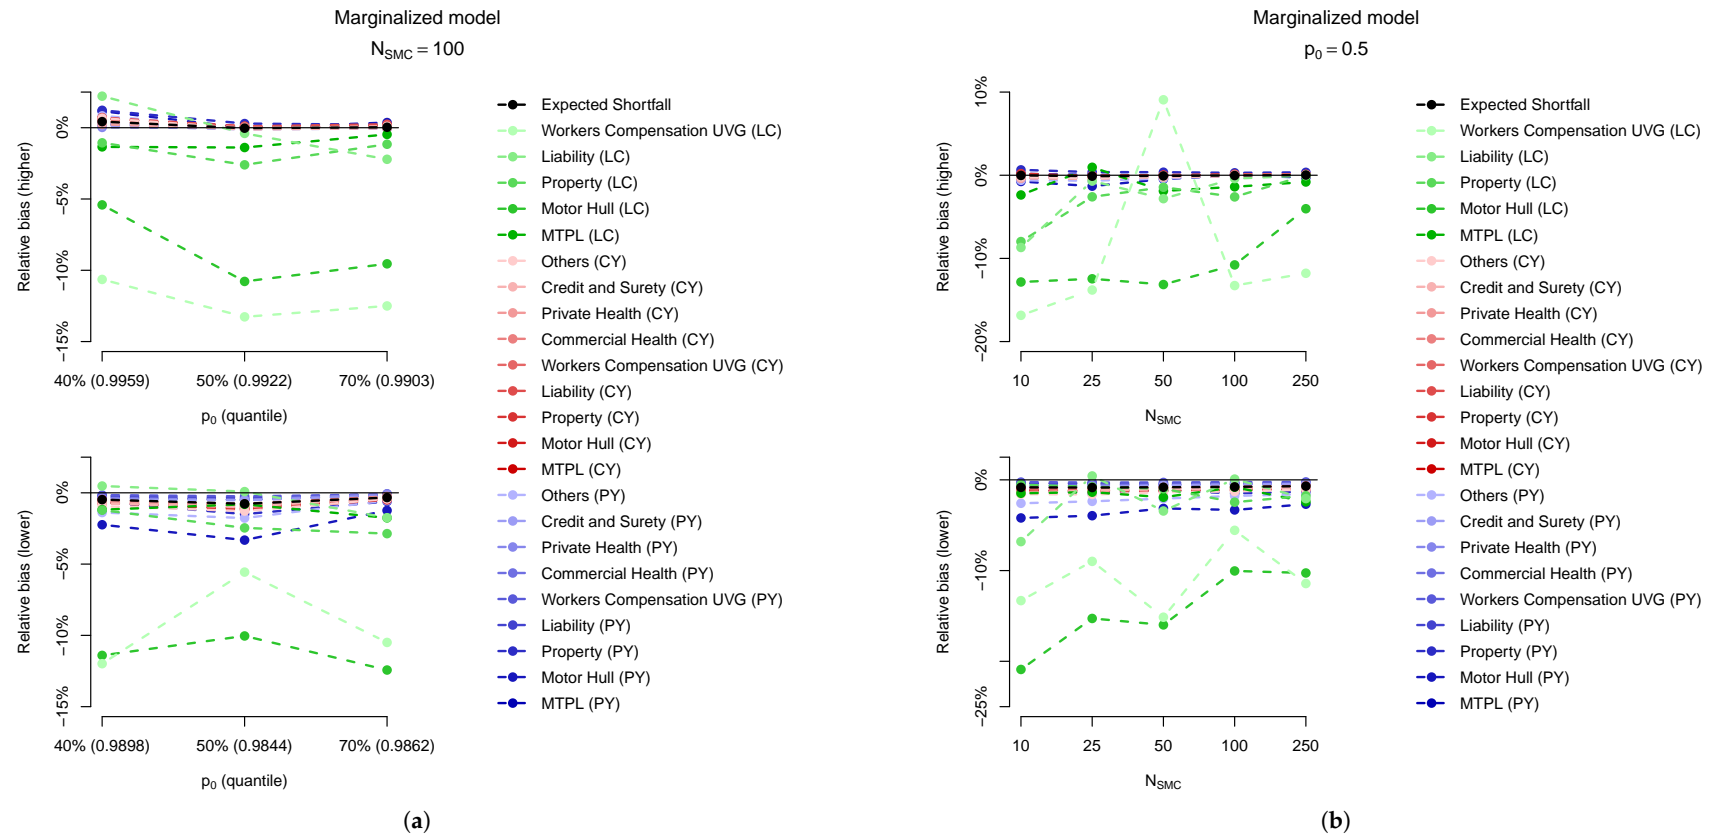 Marginalized model
N_SMC = 100
Relative bias (higher)
0%
−5%
−10%
−15%
40% (0.9959)
50% (0.9922)
70% (0.9903)
p₀ (quantile)
Relative bias (lower)
0%
−5%
−10%
−15%
40% (0.9898)
50% (0.9844)
70% (0.9862)
p₀ (quantile)
Expected Shortfall
Workers Compensation UVG (LC)
Liability (LC)
Property (LC)
Motor Hull (LC)
MTPL (LC)
Others (CY)
Credit and Surety (CY)
Private Health (CY)
Commercial Health (CY)
Workers Compensation UVG (CY)
Liability (CY)
Property (CY)
Motor Hull (CY)
MTPL (CY)
Others (PY)
Credit and Surety (PY)
Private Health (PY)
Commercial Health (PY)
Workers Compensation UVG (PY)
Liability (PY)
Property (PY)
Motor Hull (PY)
MTPL (PY)
(a)
Marginalized model
p₀ = 0.5
Relative bias (higher)
10%
0%
−10%
−20%
10
25
50
100
250
N_SMC
Relative bias (lower)
0%
−10%
−25%
10
25
50
100
250
N_SMC
Expected Shortfall
Workers Compensation UVG (LC)
Liability (LC)
Property (LC)
Motor Hull (LC)
MTPL (LC)
Others (CY)
Credit and Surety (CY)
Private Health (CY)
Commercial Health (CY)
Workers Compensation UVG (CY)
Liability (CY)
Property (CY)
Motor Hull (CY)
MTPL (CY)
Others (PY)
Credit and Surety (PY)
Private Health (PY)
Commercial Health (PY)
Workers Compensation UVG (PY)
Liability (PY)
Property (PY)
Motor Hull (PY)
MTPL (PY)
(b)